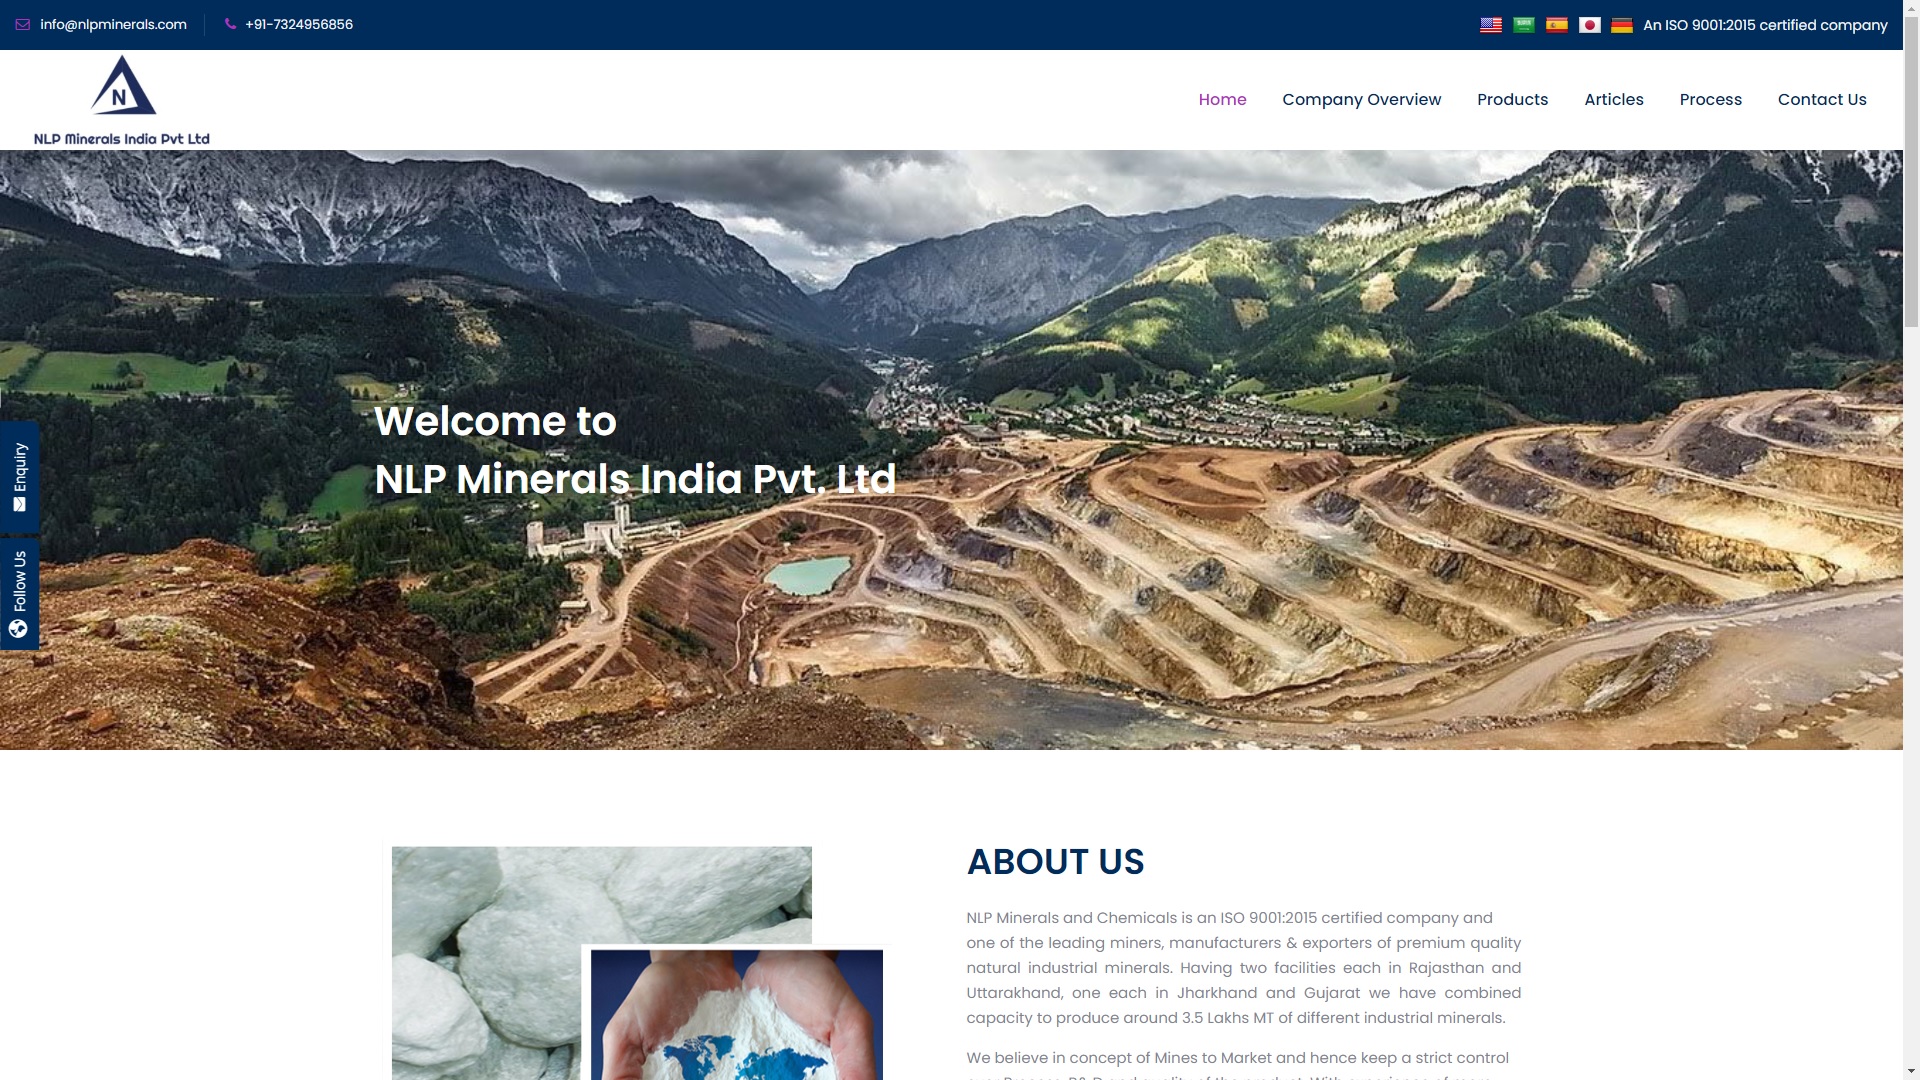 info@nlpminerals.com
+91-7324956856
An ISO 9001:2015 certified company
N
NLP Minerals India Pvt Ltd
Home
Company Overview
Products
Articles
Process
Contact Us
Welcome to
NLP Minerals India Pvt. Ltd
Enquiry
Follow Us
ABOUT US
NLP Minerals and Chemicals is an ISO 9001:2015 certified company and
one of the leading miners, manufacturers & exporters of premium quality
natural industrial minerals. Having two facilities each in Rajasthan and
Uttarakhand, one each in Jharkhand and Gujarat we have combined
capacity to produce around 3.5 Lakhs MT of different industrial minerals.
We believe in concept of Mines to Market and hence keep a strict control